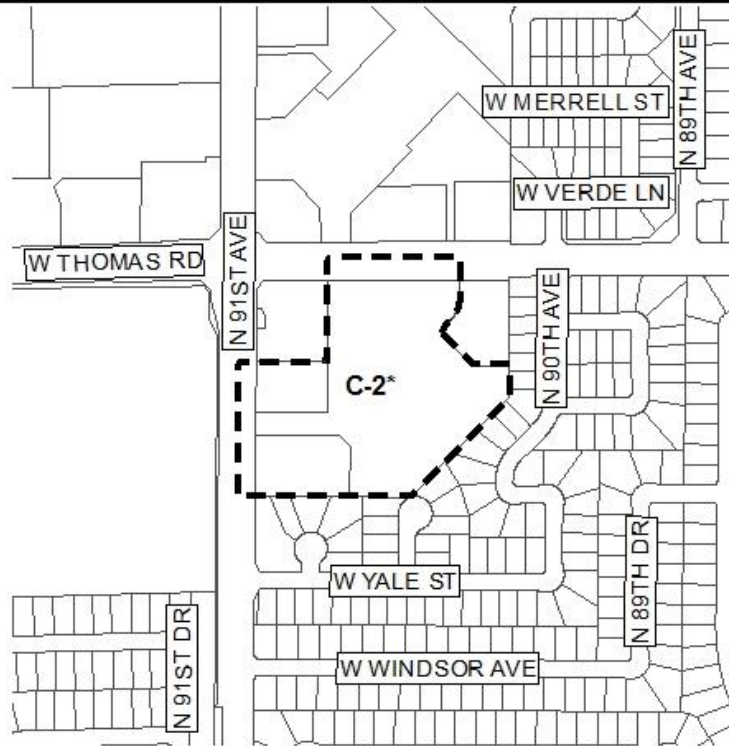 W MERRELL ST
N 89TH AVE
W VERDE LN
W THOMAS RD
N 91ST AVE
N 90TH AVE
C-2*
W YALE ST
N 89TH DR
N 91ST DR
W WINDSOR AVE